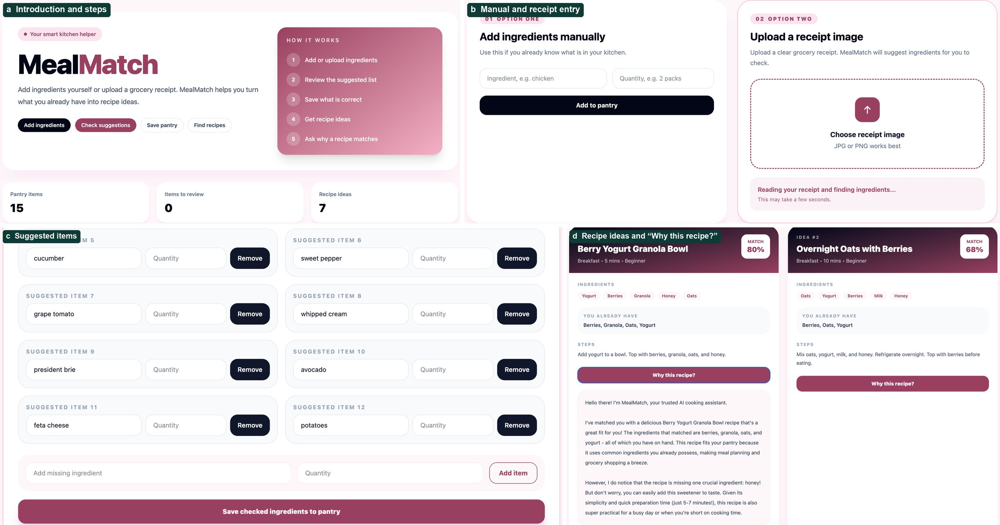 a Introduction and steps
Your smart kitchen helper
MealMatch
Add ingredients yourself or upload a grocery receipt. MealMatch helps you turn
what you already have into recipe ideas.
Add ingredients
Check suggestions
Save pantry
Find recipes
HOW IT WORKS
1 Add or upload ingredients
2 Review the suggested list
3 Save what is correct
4 Get recipe ideas
5 Ask why a recipe matches
Pantry items
15
Items to review
0
Recipe ideas
7
b Manual and receipt entry
01 OPTION ONE
Add ingredients manually
Use this if you already know what is in your kitchen.
Ingredient, e.g. chicken
Quantity, e.g. 2 packs
Add to pantry
02 OPTION TWO
Upload a receipt image
Upload a clear grocery receipt. MealMatch will suggest ingredients for you to
check.
Choose receipt image
JPG or PNG works best
Reading your receipt and finding ingredients...
This may take a few seconds.
c Suggested items
M 5
cucumber
Quantity
Remove
SUGGESTED ITEM 6
sweet pepper
Quantity
Remove
SUGGESTED ITEM 7
grape tomato
Quantity
Remove
SUGGESTED ITEM 8
whipped cream
Quantity
Remove
SUGGESTED ITEM 9
president brie
Quantity
Remove
SUGGESTED ITEM 10
avocado
Quantity
Remove
SUGGESTED ITEM 11
feta cheese
Quantity
Remove
SUGGESTED ITEM 12
potatoes
Quantity
Remove
Add missing ingredient
Quantity
Add item
Save checked ingredients to pantry
d Recipe ideas and “Why this recipe?”
Berry Yogurt Granola Bowl
Breakfast • 5 mins • Beginner
MATCH
80%
INGREDIENTS
Yogurt Berries Granola Honey Oats
YOU ALREADY HAVE
Berries, Granola, Oats, Yogurt
STEPS
Add yogurt to a bowl. Top with berries, granola, oats, and honey.
Why this recipe?
Hello there! I'm MealMatch, your trusted AI cooking assistant.
I've matched you with a delicious Berry Yogurt Granola Bowl recipe that's a
great fit for you! The ingredients that matched are berries, granola, oats, and
yogurt - all of which you have on hand. This recipe fits your pantry because
it uses common ingredients you already possess, making meal planning and
grocery shopping a breeze.
However, I do notice that the recipe is missing one crucial ingredient: honey!
But don't worry, you can easily add this sweetener to taste. Given its
simplicity and quick preparation time (just 5-7 minutes!), this recipe is also
super practical for a busy day or when you're short on cooking time.
IDEA #2
Overnight Oats with Berries
Breakfast • 10 mins • Beginner
MATCH
68%
INGREDIENTS
Oats Yogurt Berries Milk Honey
YOU ALREADY HAVE
Berries, Oats, Yogurt
STEPS
Mix oats, yogurt, milk, and honey. Refrigerate overnight. Top with berries before
eating.
Why this recipe?